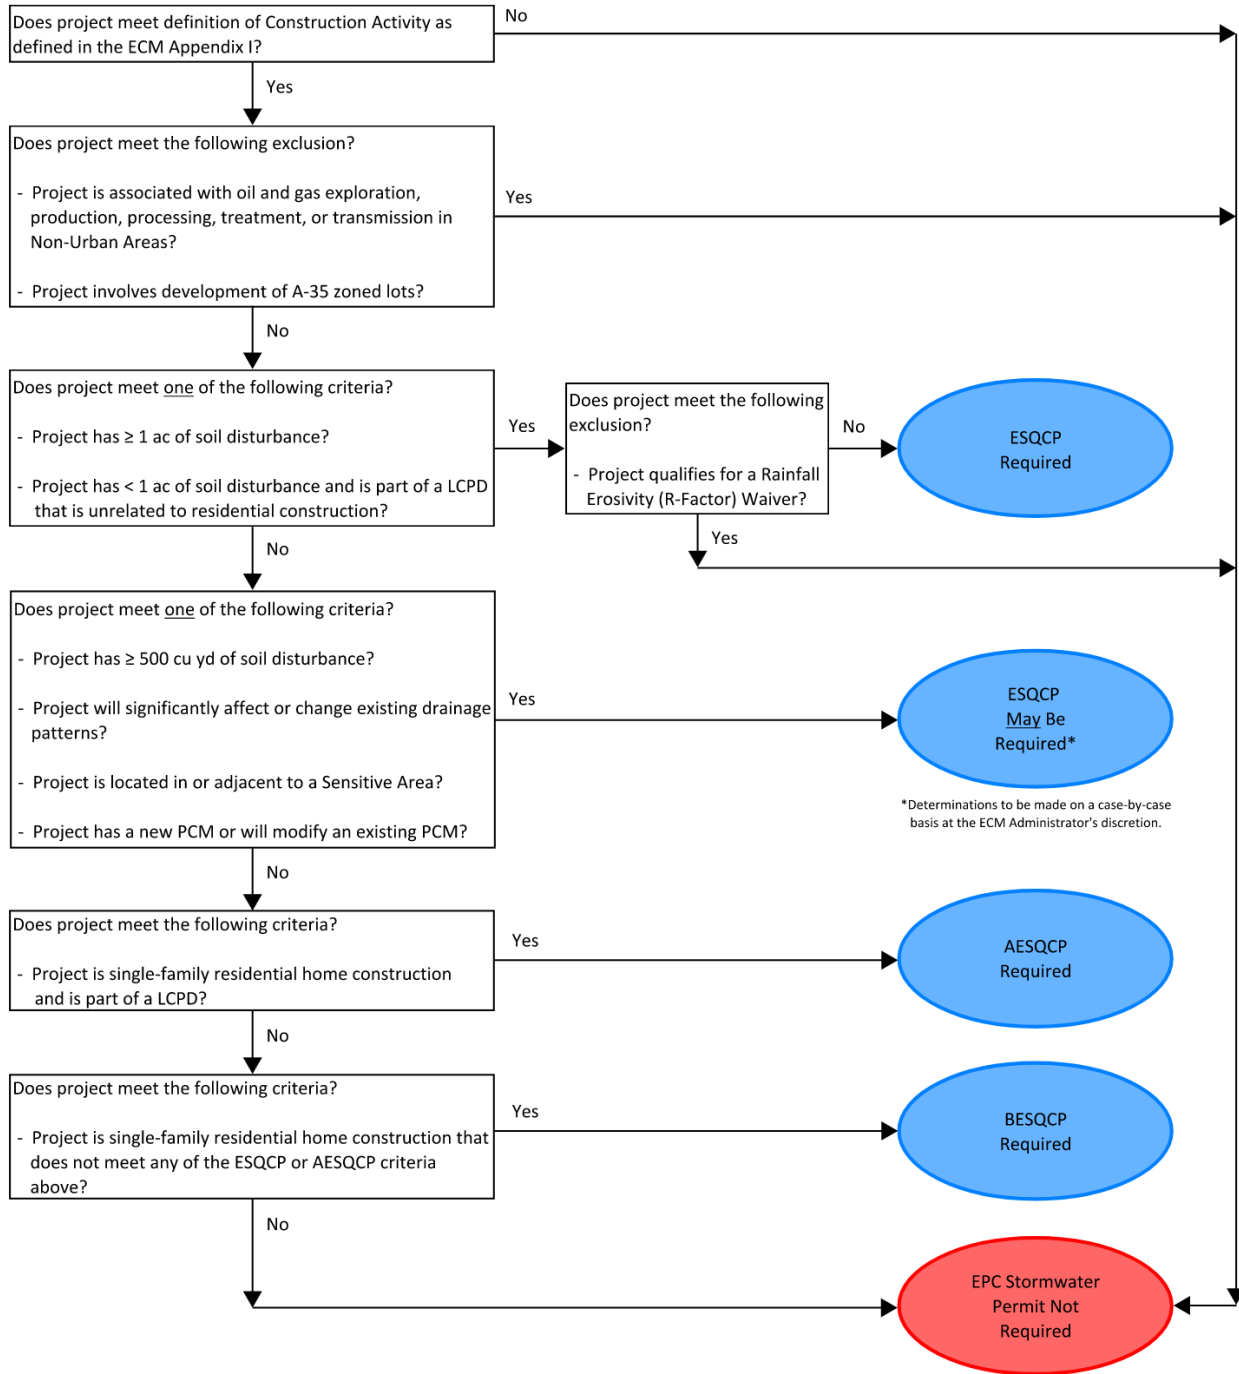 Does project meet definition of Construction Activity as
defined in the ECM Appendix I?
No
Yes
Does project meet the following exclusion?
- Project is associated with oil and gas exploration,
production, processing, treatment, or transmission in
Non-Urban Areas?
- Project involves development of A-35 zoned lots?
Yes
No
Does project meet one of the following criteria?
- Project has ≥ 1 ac of soil disturbance?
- Project has < 1 ac of soil disturbance and is part of a LCPD
that is unrelated to residential construction?
Yes
Does project meet the following
exclusion?
- Project qualifies for a Rainfall
Erosivity (R-Factor) Waiver?
No
ESQCP
Required
Yes
No
Does project meet one of the following criteria?
- Project has ≥ 500 cu yd of soil disturbance?
- Project will significantly affect or change existing drainage
patterns?
- Project is located in or adjacent to a Sensitive Area?
- Project has a new PCM or will modify an existing PCM?
Yes
ESQCP
May Be
Required*
*Determinations to be made on a case-by-case
basis at the ECM Administrator's discretion.
No
Does project meet the following criteria?
- Project is single-family residential home construction
and is part of a LCPD?
Yes
AESQCP
Required
No
Does project meet the following criteria?
- Project is single-family residential home construction that
does not meet any of the ESQCP or AESQCP criteria
above?
Yes
BESQCP
Required
No
EPC Stormwater
Permit Not
Required